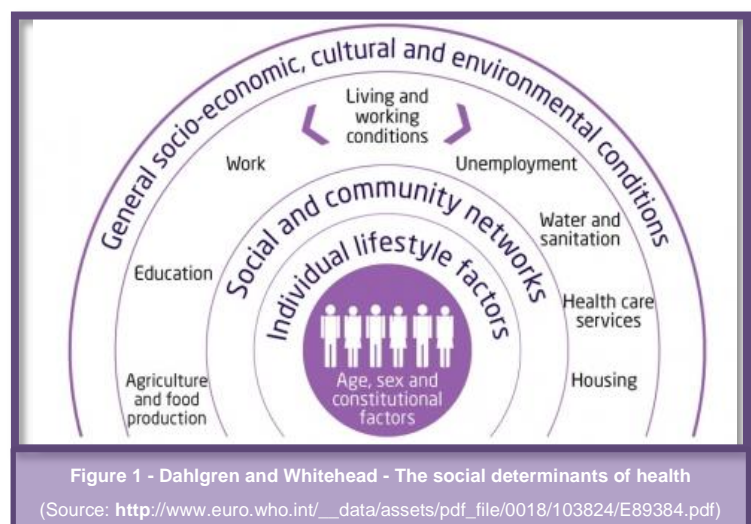 General socio-economic, cultural and environmental conditions
Living and
working
conditions
Work
Unemployment
Social and community networks
Water and
sanitation
Education
Individual lifestyle factors
Health care
services
Agriculture
and food
production
Housing
Age, sex and
constitutional
factors
Figure 1 - Dahlgren and Whitehead - The social determinants of health
(Source: http://www.euro.who.int/__data/assets/pdf_file/0018/103824/E89384.pdf)